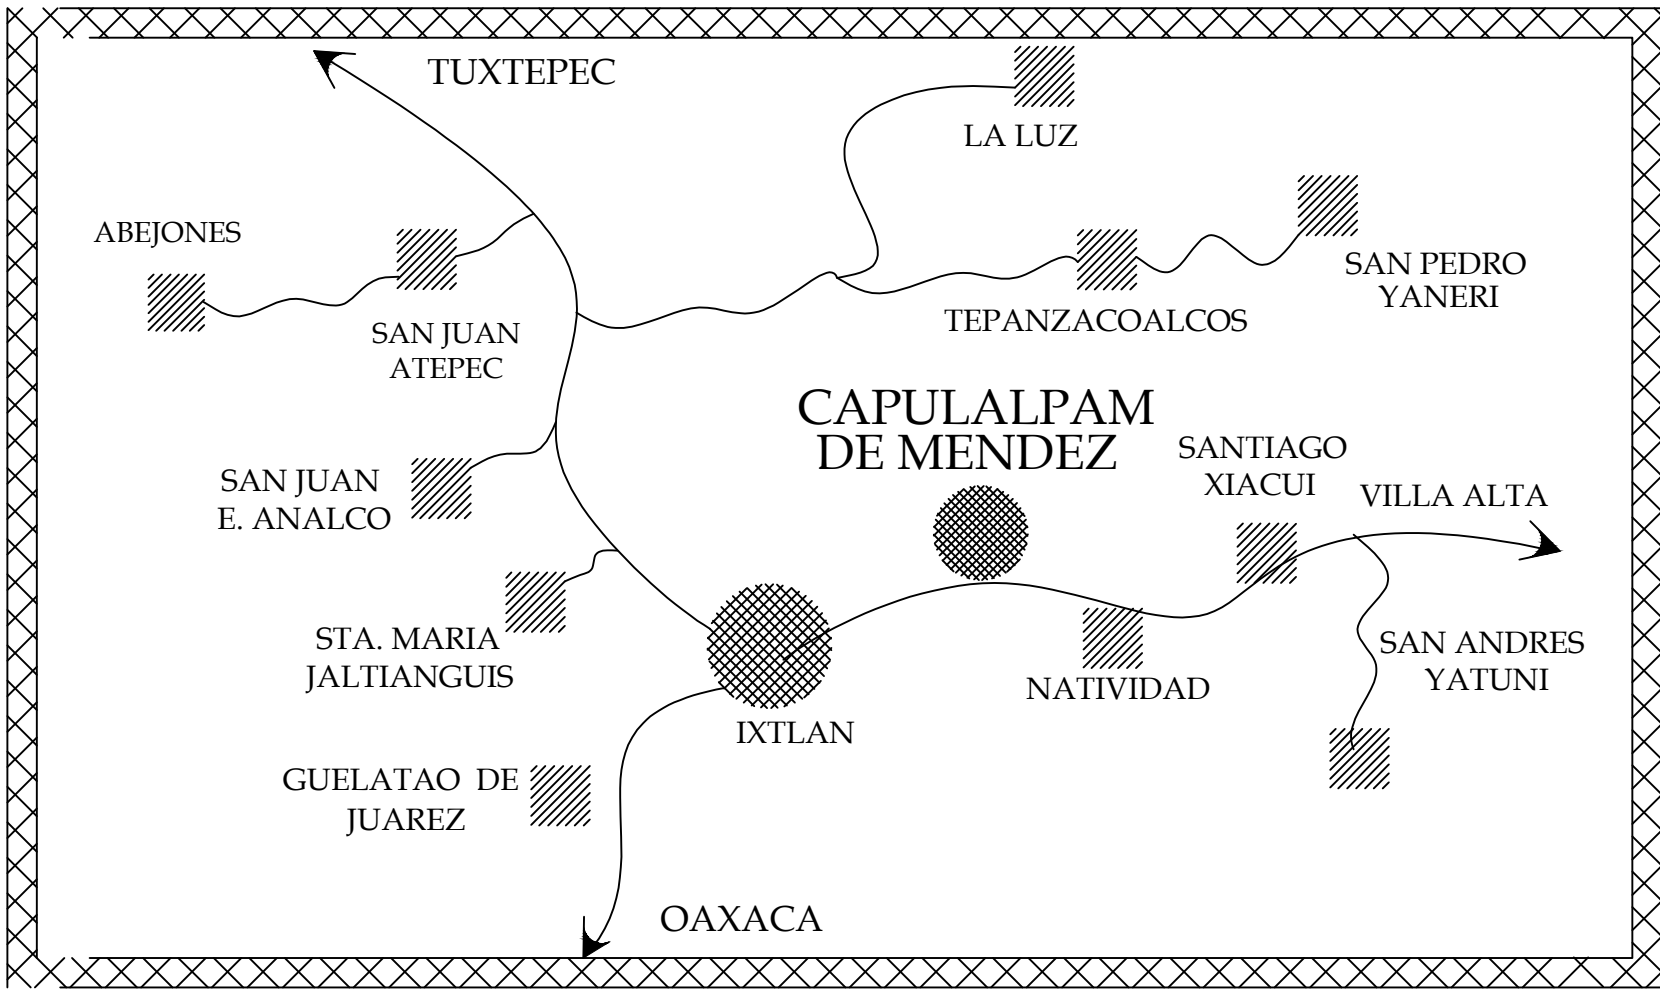 TUXTEPEC
LA LUZ
ABEJONES
SAN PEDRO
YANERI
TEPANZACOALCOS
SAN JUAN
ATEPEC
CAPULALPAM
DE MENDEZ
SANTIAGO
XIACUI
VILLA ALTA
SAN JUAN
E. ANALCO
STA. MARIA
JALTIANGUIS
SAN ANDRES
YATUNI
NATIVIDAD
IXTLAN
GUELATAO DE
JUAREZ
OAXACA